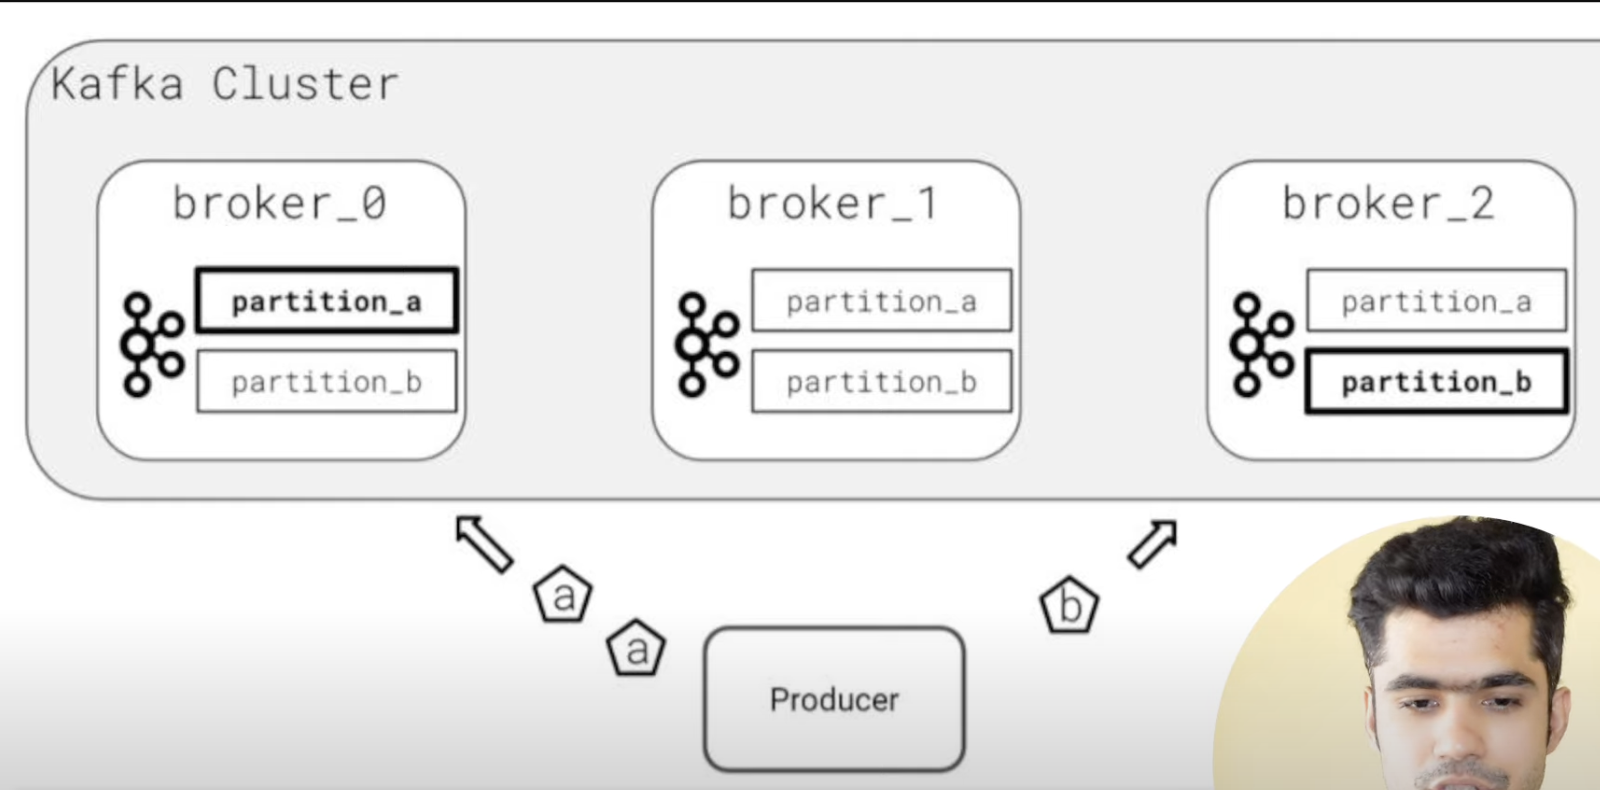 Kafka Cluster
broker_0
partition_a
partition_b
broker_1
partition_a
partition_b
broker_2
partition_a
partition_b
a
a
b
Producer